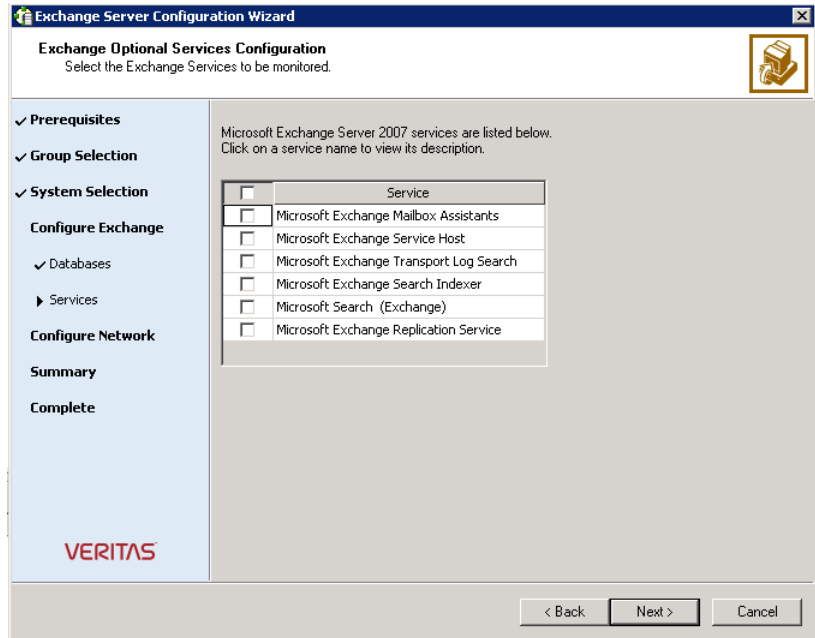 Exchange Server Configuration Wizard
Exchange Optional Services Configuration
Select the Exchange Services to be monitored.
Prerequisites
Group Selection
System Selection
Configure Exchange
Databases
Services
Configure Network
Summary
Complete
VERITAS
Microsoft Exchange Server 2007 services are listed below.
Click on a service name to view its description.
Service
Microsoft Exchange Mailbox Assistants
Microsoft Exchange Service Host
Microsoft Exchange Transport Log Search
Microsoft Exchange Search Indexer
Microsoft Search (Exchange)
Microsoft Exchange Replication Service
< Back Next > Cancel